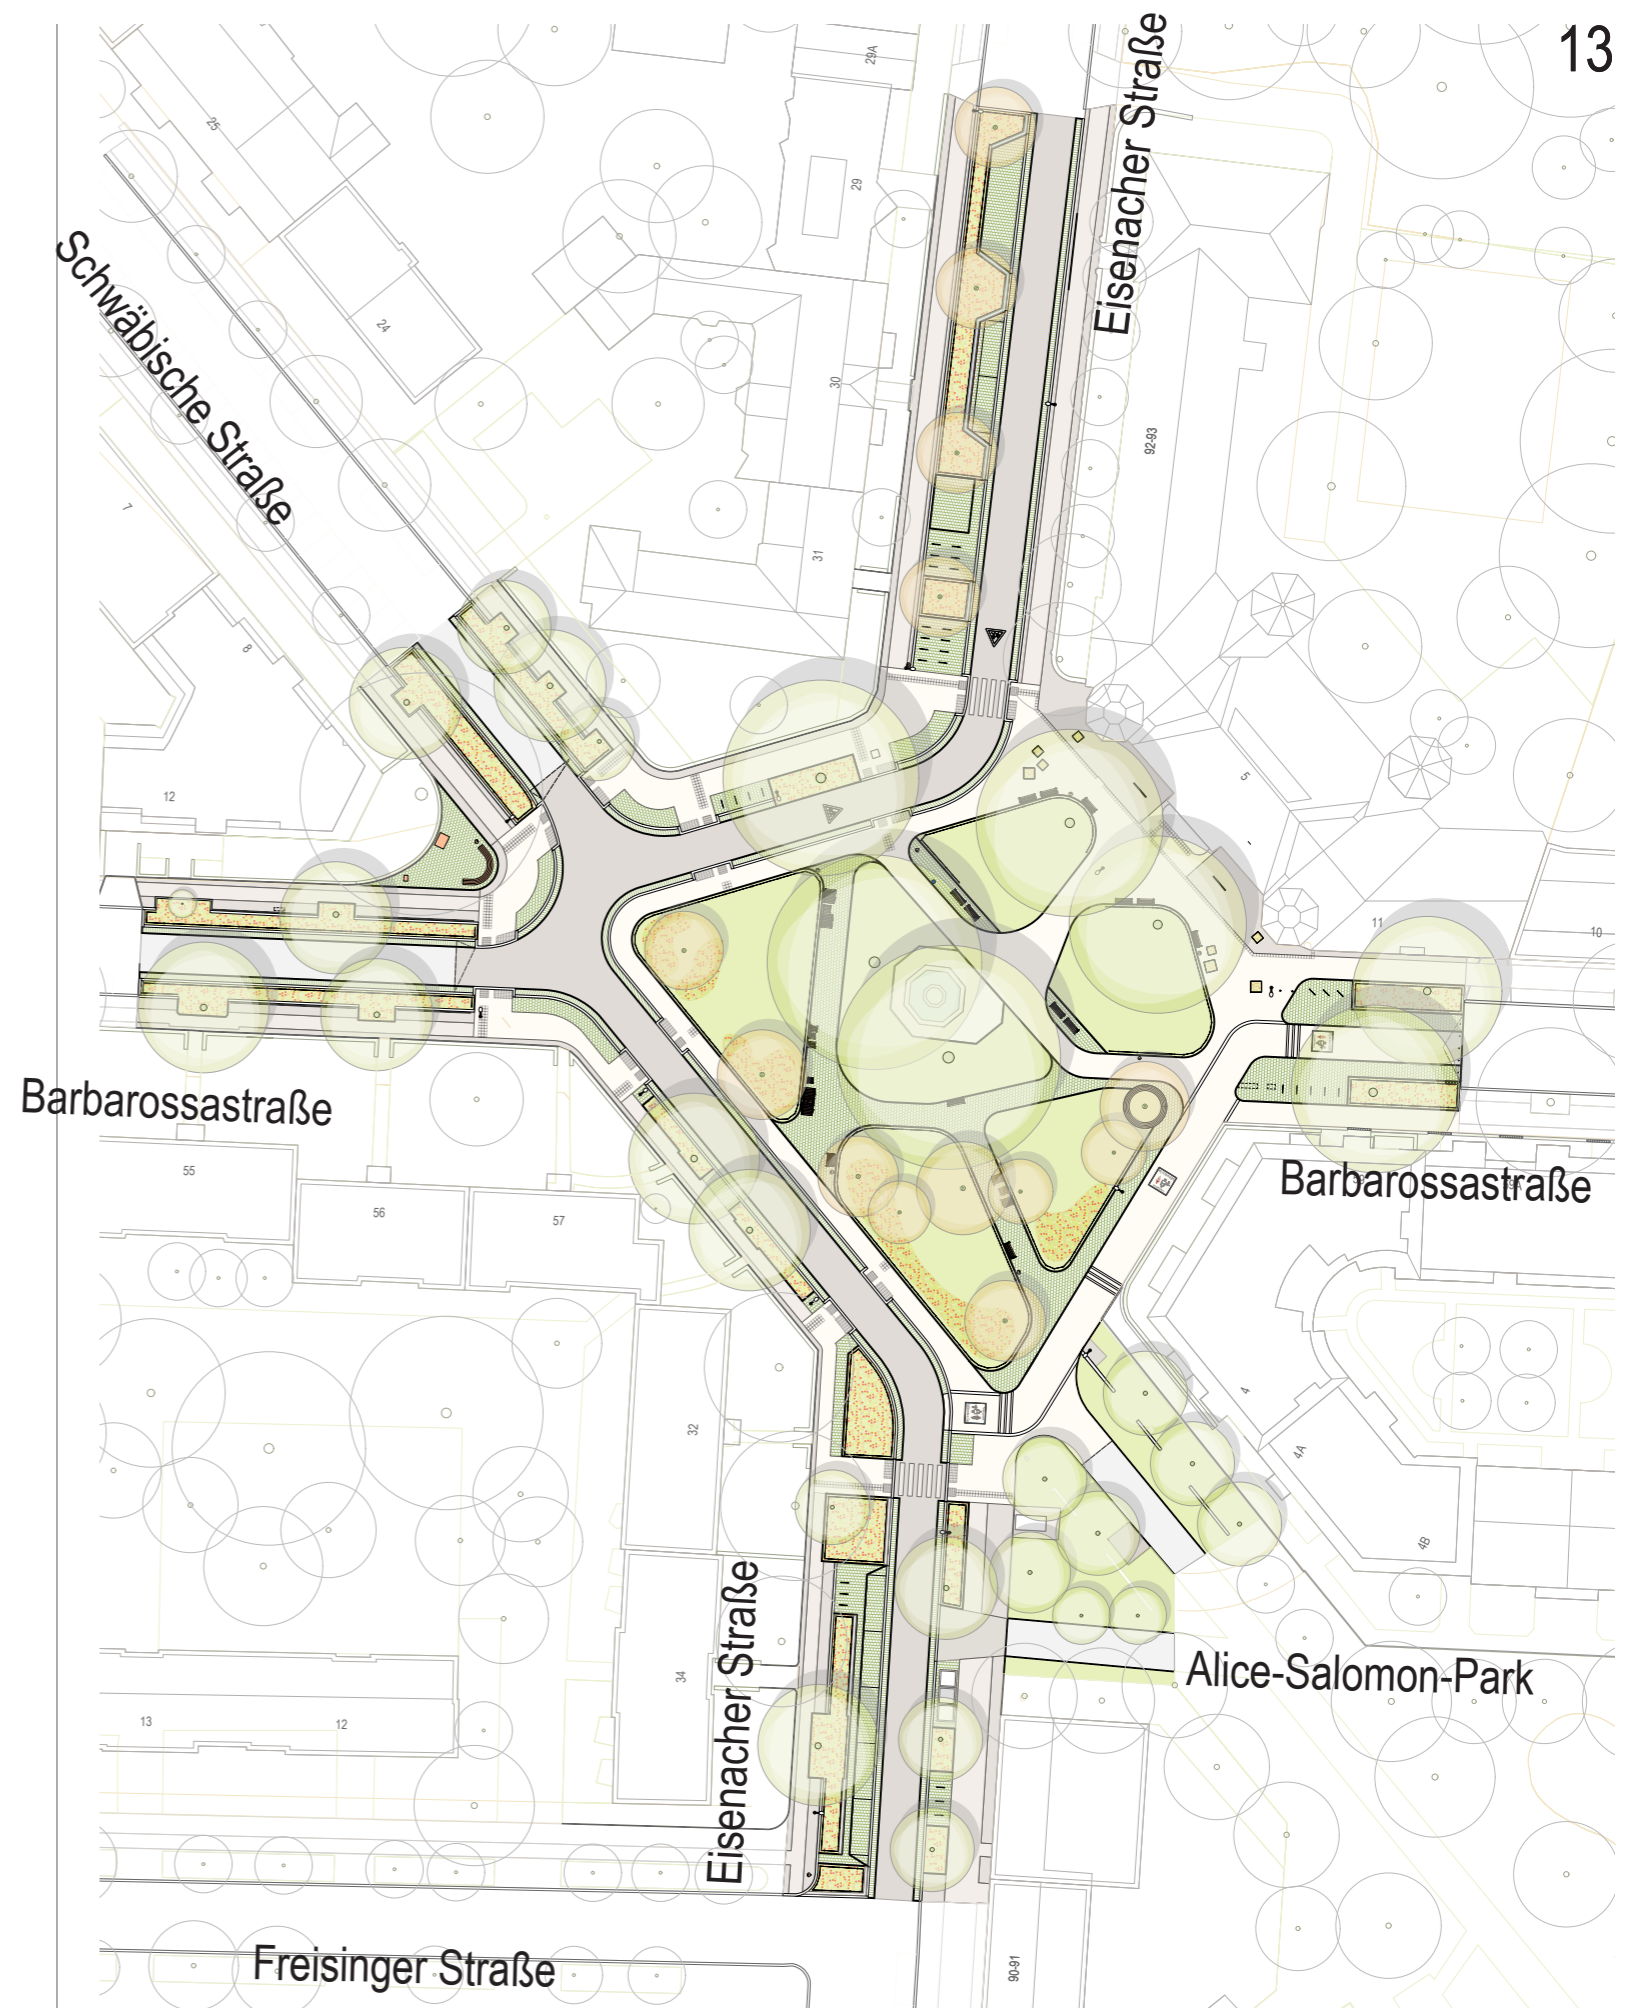 13
Eisenacher Straße
29A
25
29
Schwäbische Straße
24
30
92-93
7
31
8
5
12
11
10
Barbarossastraße
Barbarossastraße
55
56
57
4
32
4A
4B
Eisenacher Straße
34
Alice-Salomon-Park
13
12
Freisinger Straße
90-91